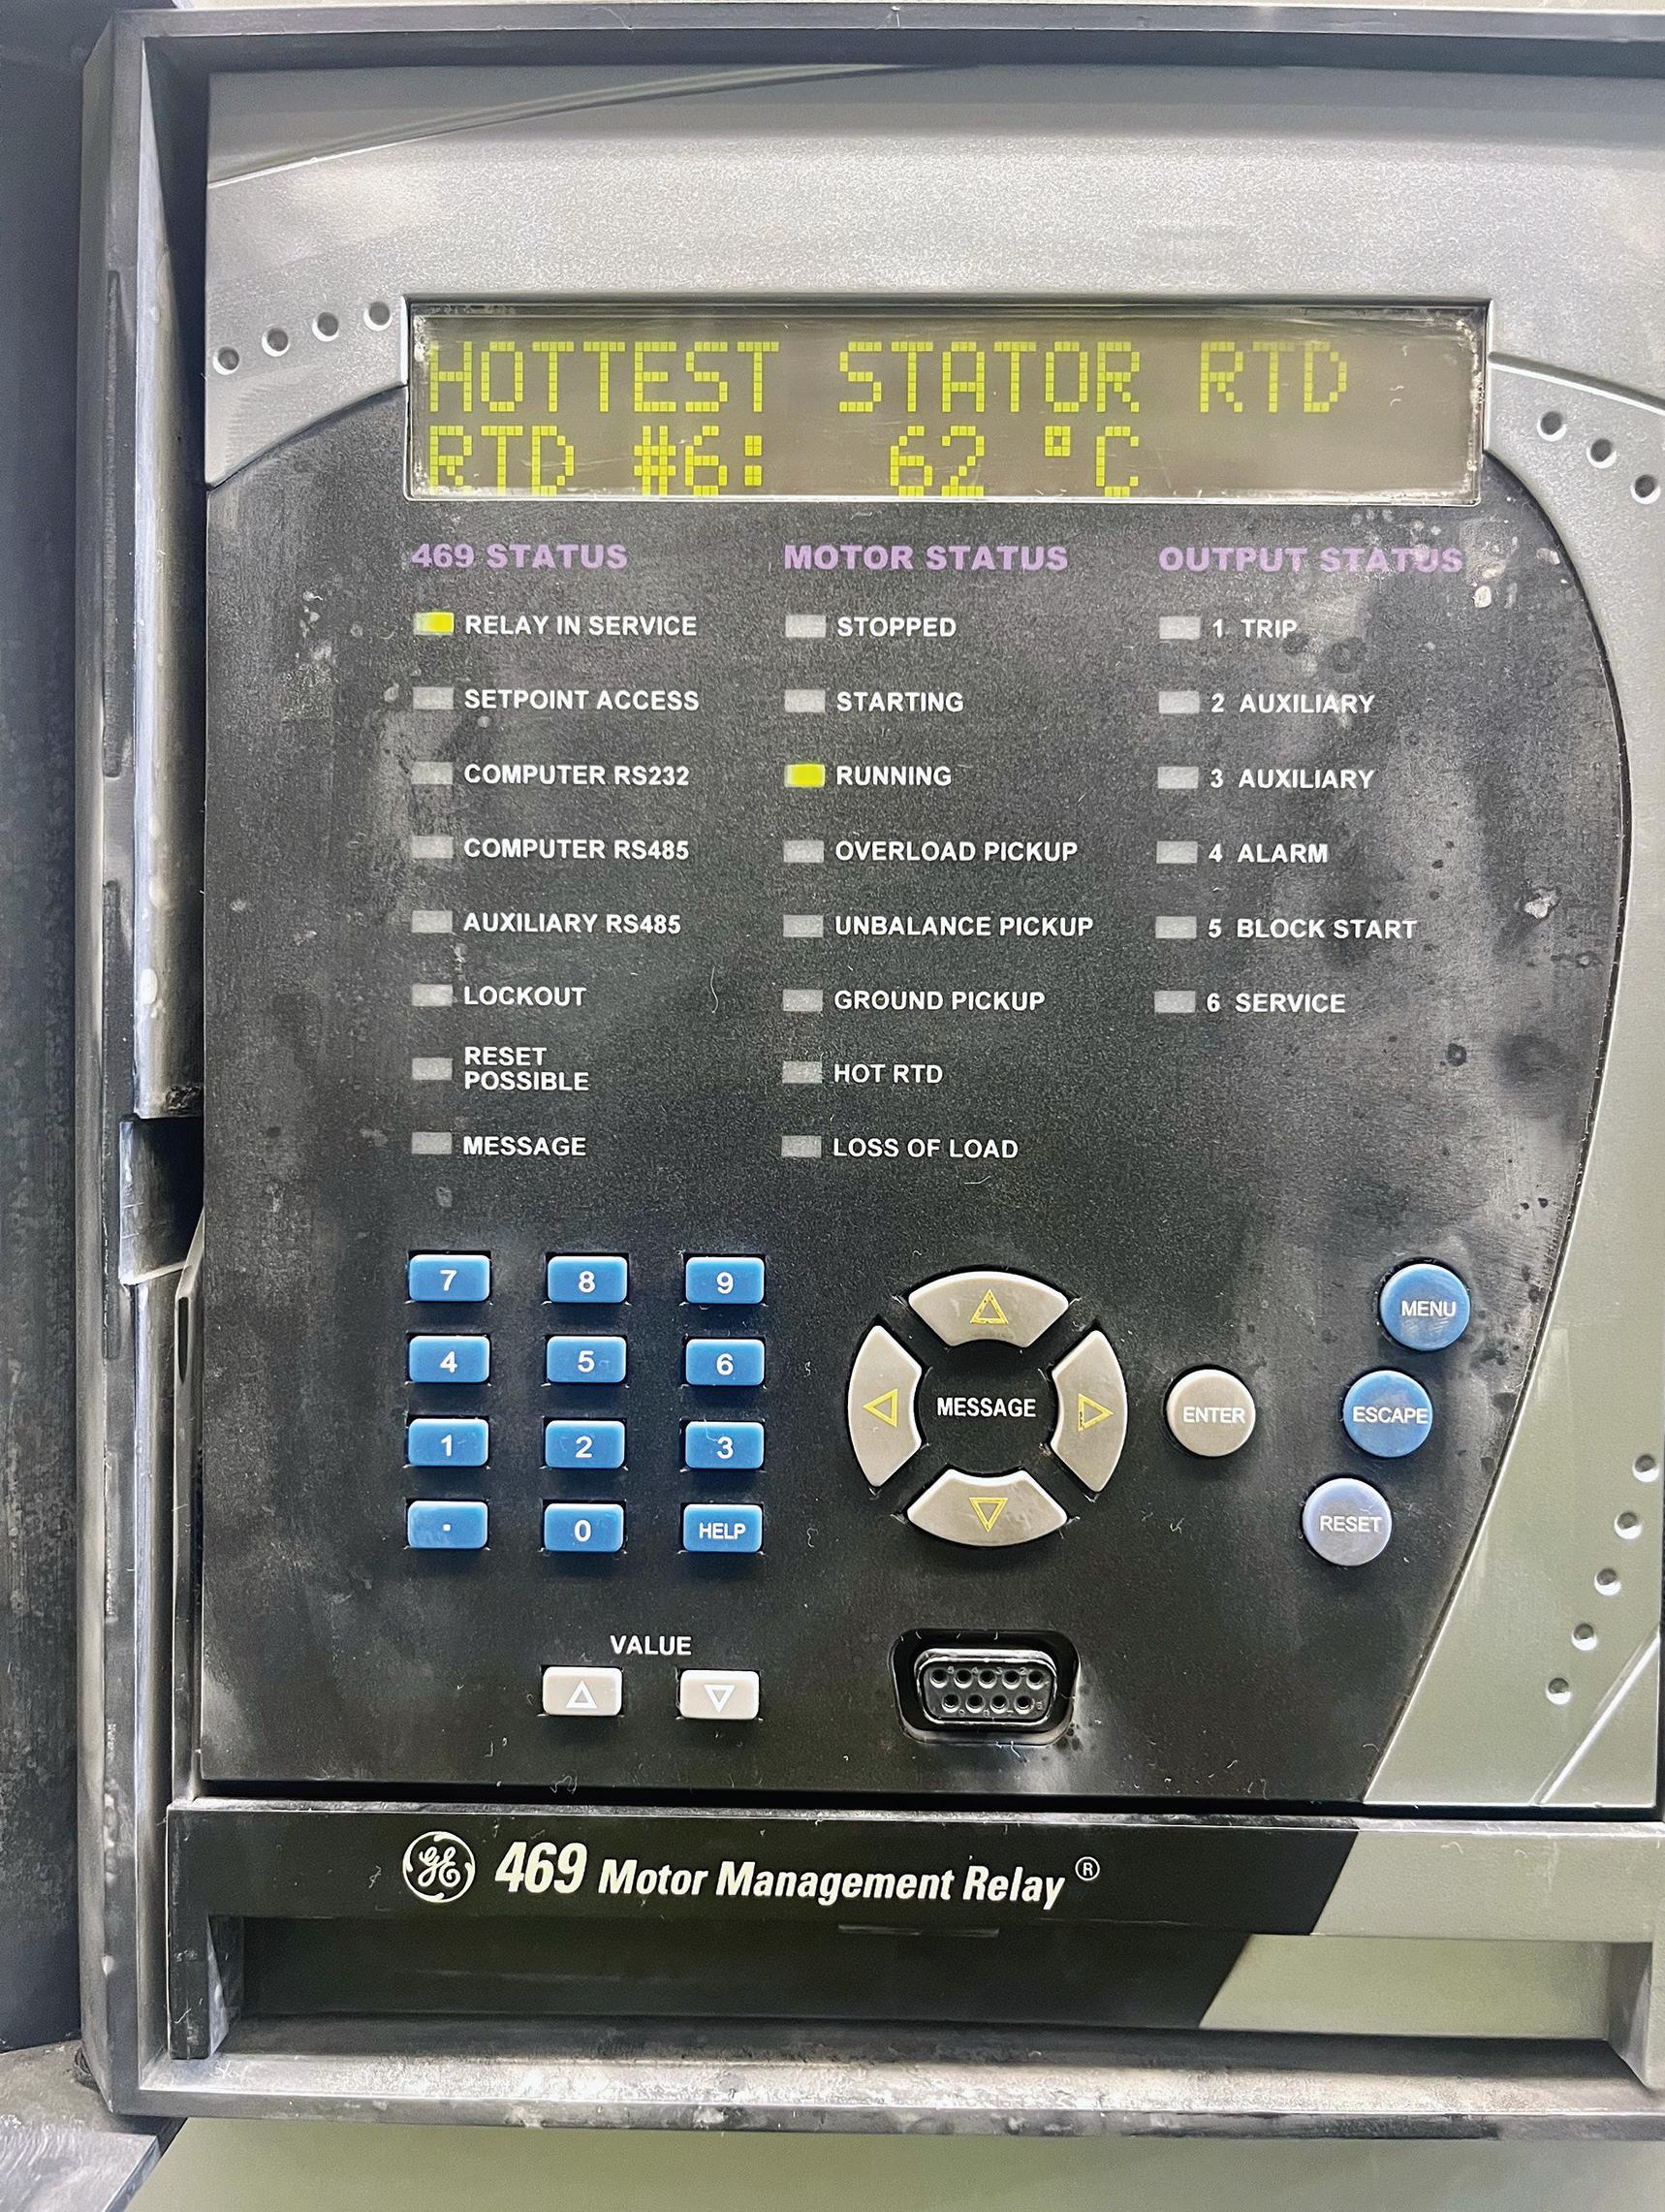 HOTTEST STATOR RTD
RTD #6: 62 °C
469 STATUS
RELAY IN SERVICE
SETPOINT ACCESS
COMPUTER RS232
COMPUTER RS485
AUXILIARY RS485
LOCKOUT
RESET
POSSIBLE
MESSAGE
MOTOR STATUS
STOPPED
STARTING
RUNNING
OVERLOAD PICKUP
UNBALANCE PICKUP
GROUND PICKUP
HOT RTD
LOSS OF LOAD
OUTPUT STATUS
1 TRIP
2 AUXILIARY
3 AUXILIARY
4 ALARM
5 BLOCK START
6 SERVICE
7 8 9
4 5 6
1 2 3
. 0 HELP
VALUE
MESSAGE
ENTER
MENU
ESCAPE
RESET
GE 469 Motor Management Relay ®